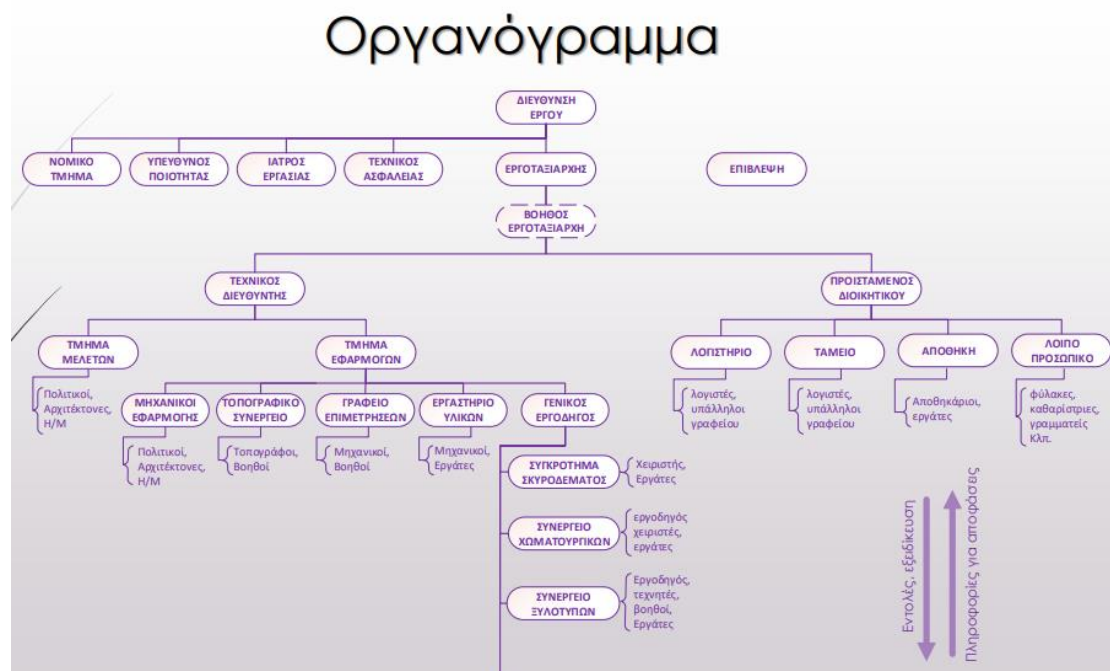 Οργανόγραμμα
ΔΙΕΥΘΥΝΣΗ
ΕΡΓΟΥ
ΝΟΜΙΚΟ
ΤΜΗΜΑ
ΥΠΕΥΘΥΝΟΣ
ΠΟΙΟΤΗΤΑΣ
ΙΑΤΡΟΣ
ΕΡΓΑΣΙΑΣ
ΤΕΧΝΙΚΟΣ
ΑΣΦΑΛΕΙΑΣ
ΕΡΓΟΤΑΞΙΑΡΧΗΣ
ΕΠΙΒΛΕΨΗ
ΒΟΗΘΟΣ
ΕΡΓΟΤΑΞΙΑΡΧΗ
ΤΕΧΝΙΚΟΣ
ΔΙΕΥΘΥΝΤΗΣ
ΠΡΟΙΣΤΑΜΕΝΟΣ
ΔΙΟΙΚΗΤΙΚΟΥ
ΤΜΗΜΑ
ΜΕΛΕΤΩΝ
ΤΜΗΜΑ
ΕΦΑΡΜΟΓΩΝ
ΛΟΓΙΣΤΗΡΙΟ
ΤΑΜΕΙΟ
ΑΠΟΘΗΚΗ
ΛΟΙΠΟ
ΠΡΟΣΩΠΙΚΟ
Πολιτικοί,
Αρχιτέκτονες,
Η/Μ
ΜΗΧΑΝΙΚΟΙ
ΕΦΑΡΜΟΓΗΣ
ΤΟΠΟΓΡΑΦΙΚΟ
ΣΥΝΕΡΓΕΙΟ
ΓΡΑΦΕΙΟ
ΕΠΙΜΕΤΡΗΣΕΩΝ
ΕΡΓΑΣΤΗΡΙΟ
ΥΛΙΚΩΝ
ΓΕΝΙΚΟΣ
ΕΡΓΟΔΗΓΟΣ
λογιστές,
υπάλληλοι
γραφείου
λογιστές,
υπάλληλοι
γραφείου
Αποθηκάριοι,
εργάτες
φύλακες,
καθαρίστριες,
γραμματείς
Κλπ.
Πολιτικοί,
Αρχιτέκτονες,
Η/Μ
Τοπογράφοι,
Βοηθοί
Μηχανικοί,
Βοηθοί
Μηχανικοί,
Εργάτες
ΣΥΓΚΡΟΤΗΜΑ
ΣΚΥΡΟΔΕΜΑΤΟΣ
Χειριστής,
Εργάτες
ΣΥΝΕΡΓΕΙΟ
ΧΩΜΑΤΟΥΡΓΙΚΩΝ
εργοδηγός
χειριστές,
εργάτες
ΣΥΝΕΡΓΕΙΟ
ΞΥΛΟΤΥΠΩΝ
Εργοδηγός,
τεχνητές,
βοηθοί,
Εργάτες
Εντολές, εξειδίκευση
Πληροφορίες για αποφάσεις